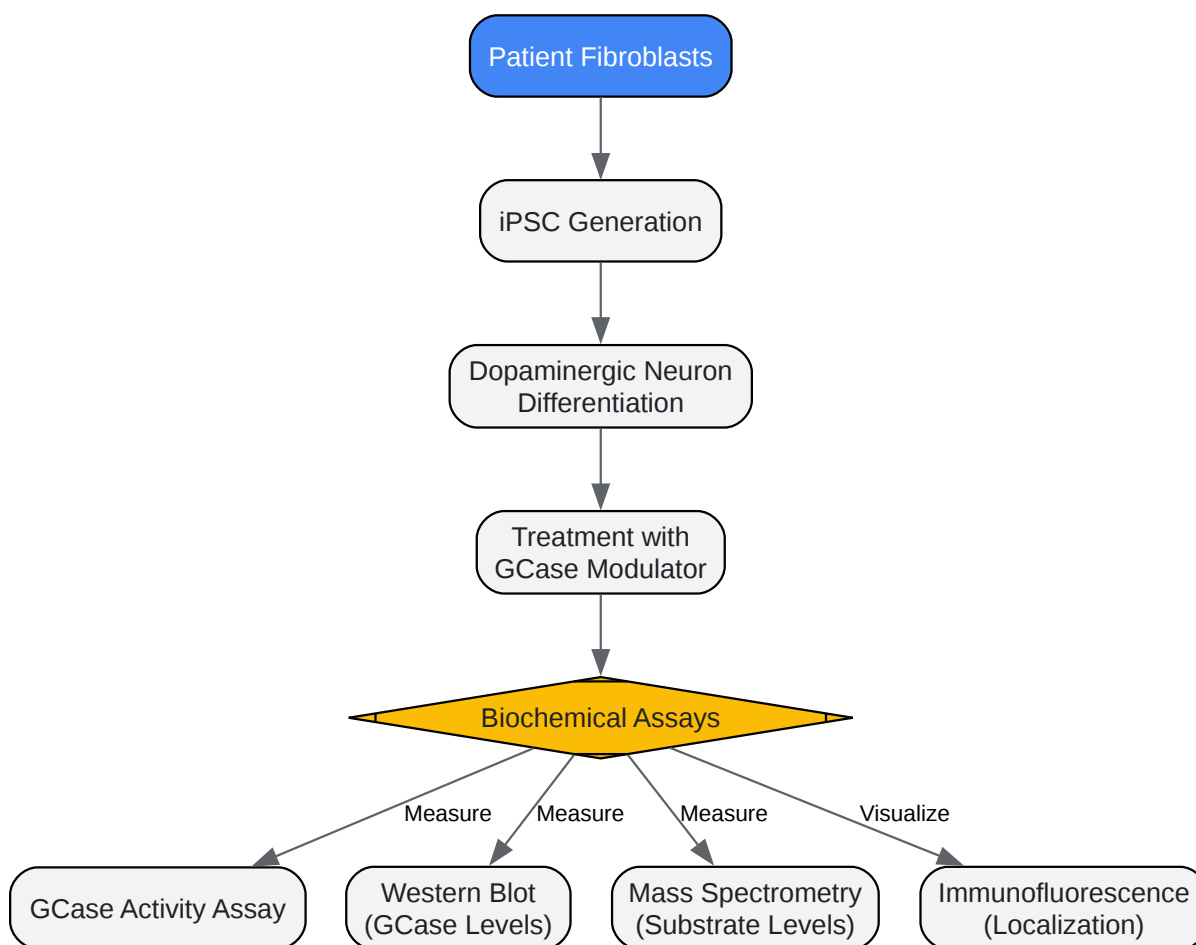 Patient Fibroblasts
iPSC Generation
Dopaminergic Neuron
Differentiation
Treatment with
GCase Modulator
Biochemical Assays
Measure
Measure
Measure
Visualize
GCase Activity Assay
Western Blot
(GCase Levels)
Mass Spectrometry
(Substrate Levels)
Immunofluorescence
(Localization)